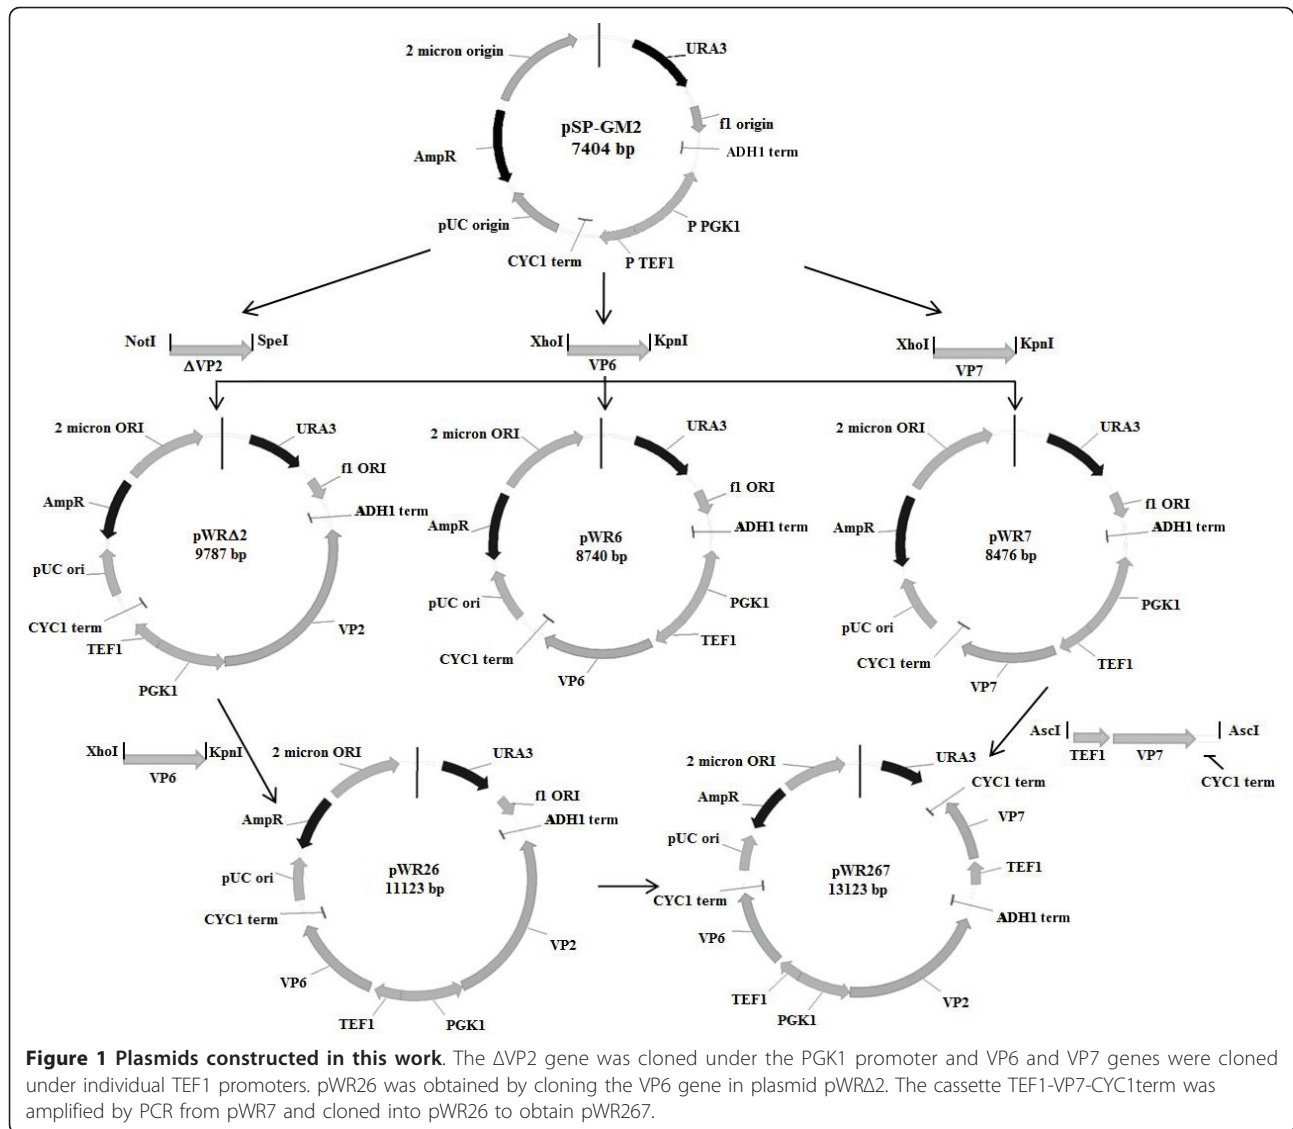 2 micron origin
URA3
pSP-GM2
7404 bp
f1 origin
ADH1 term
AmpR
pUC origin
P PGK1
CYC1 term
P TEF1
NotI
SpeI
ΔVP2
XhoI
KpnI
VP6
XhoI
KpnI
VP7
2 micron ORI
URA3
f1 ORI
AmpR
ADH1 term
pWRΔ2
9787 bp
pUC ori
CYC1 term
TEF1
VP2
PGK1
2 micron ORI
URA3
f1 ORI
AmpR
ADH1 term
pWR6
8740 bp
pUC ori
PGK1
CYC1 term
TEF1
VP6
2 micron ORI
URA3
f1 ORI
AmpR
ADH1 term
pWR7
8476 bp
PGK1
pUC ori
CYC1 term
TEF1
VP7
XhoI
KpnI
VP6
AscI
AscI
TEF1
VP7
CYC1 term
2 micron ORI
URA3
f1 ORI
AmpR
ADH1 term
pWR26
11123 bp
pUC ori
CYC1 term
VP2
VP6
TEF1
PGK1
2 micron ORI
URA3
CYC1 term
AmpR
VP7
pUC ori
pWR267
13123 bp
TEF1
CYC1 term
ADH1 term
VP6
TEF1
VP2
PGK1
Figure 1 Plasmids constructed in this work. The ΔVP2 gene was cloned under the PGK1 promoter and VP6 and VP7 genes were cloned
under individual TEF1 promoters. pWR26 was obtained by cloning the VP6 gene in plasmid pWRΔ2. The cassette TEF1-VP7-CYC1term was
amplified by PCR from pWR7 and cloned into pWR26 to obtain pWR267.